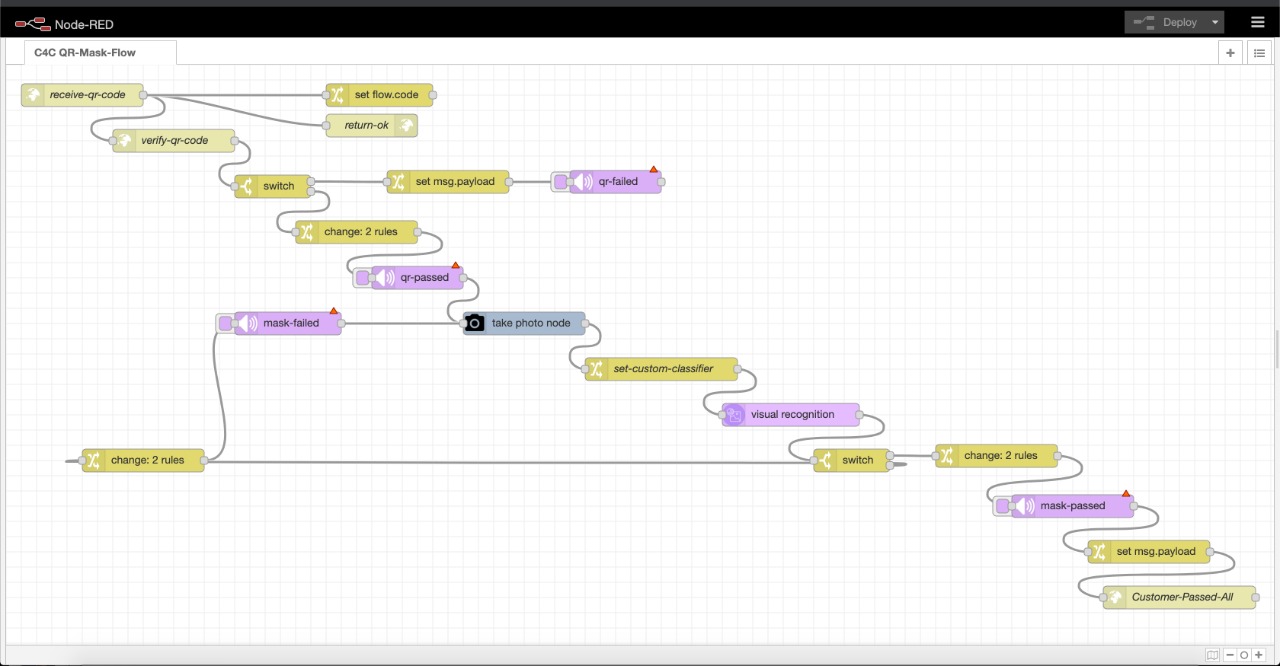 Node-RED
Deploy
C4C QR-Mask-Flow
receive-qr-code
set flow.code
return-ok
verify-qr-code
switch
set msg.payload
qr-failed
change: 2 rules
qr-passed
mask-failed
take photo node
set-custom-classifier
visual recognition
change: 2 rules
switch
change: 2 rules
mask-passed
set msg.payload
Customer-Passed-All